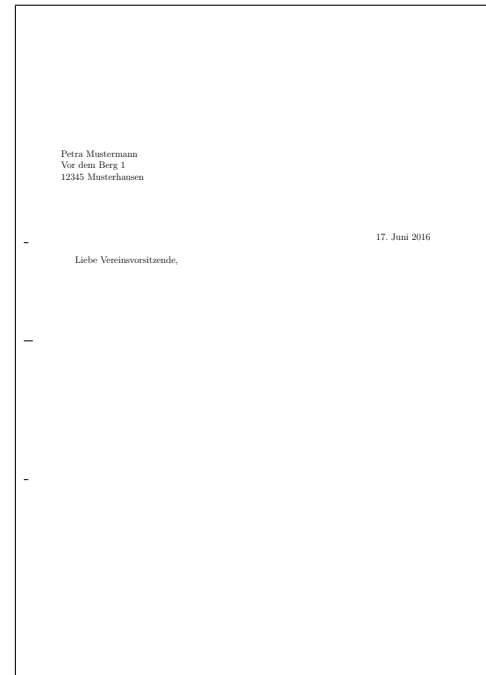 Petra Mustermann
Vor dem Berg 1
12345 Musterhausen
17. Juni 2016
Liebe Vereinsvorsitzende,